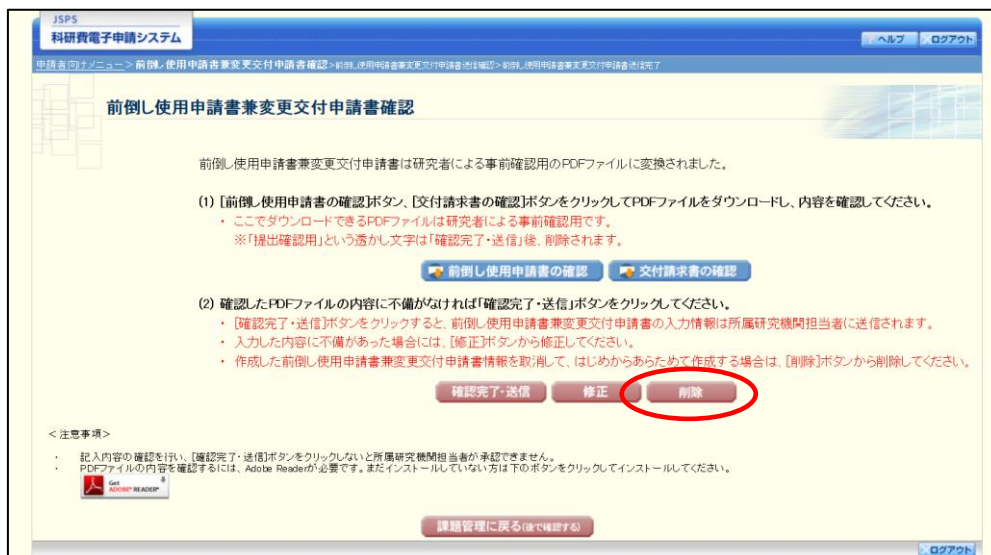 JSPS
科研費電子申請システム
ヘルプ ログアウト
申請者向けメニュー>前倒し使用申請書兼変更交付申請書確認>前倒し使用申請書兼変更交付申請書送信確認>前倒し使用申請書兼変更交付申請書送信完了
前倒し使用申請書兼変更交付申請書確認
前倒し使用申請書兼変更交付申請書は研究者による事前確認用のPDFファイルに変換されました。
(1) [前倒し使用申請書の確認]ボタン、[交付請求書の確認]ボタンをクリックしてPDFファイルをダウンロードし、内容を確認してください。
・ ここでダウンロードできるPDFファイルは研究者による事前確認用です。
※「提出確認用」という透かし文字は「確認完了・送信」後、削除されます。
前倒し使用申請書の確認 交付請求書の確認
(2) 確認したPDFファイルの内容に不備がなければ「確認完了・送信」ボタンをクリックしてください。
・ [確認完了・送信]ボタンをクリックすると、前倒し使用申請書兼変更交付申請書の入力情報は所属研究機関担当者に送信されます。
・ 入力した内容に不備があった場合には、[修正]ボタンから修正してください。
・ 作成した前倒し使用申請書兼変更交付申請書情報を取消して、はじめからあらためて作成する場合は、[削除]ボタンから削除してください。
確認完了・送信 修正 削除
<注意事項>
・ 記入内容の確認を行い、[確認完了・送信]ボタンをクリックしないと所属研究機関担当者が承認できません。
・ PDFファイルの内容を確認するには、Adobe Readerが必要です。まだインストールしていない方は下のボタンをクリックしてインストールしてください。
Get
ADOBE® READER®
課題管理に戻る(後で確認する)
ログアウト